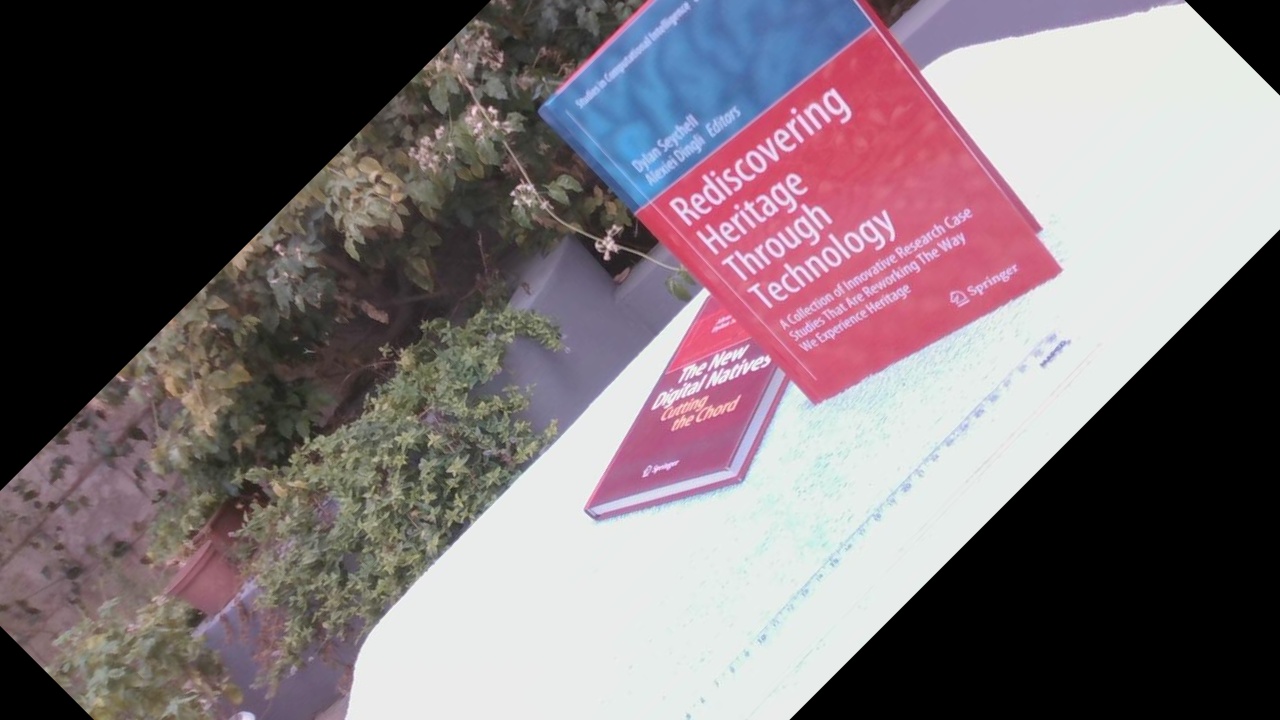 Studies in Computational Intelligence
Dylan Seychell
Alexiei Dingli Editors
Rediscovering
Heritage
Through
Technology
A Collection of Innovative Research Case
Studies That Are Reworking The Way
We Experience Heritage
Springer
The New
Digital Natives
Cutting
the Chord
Springer